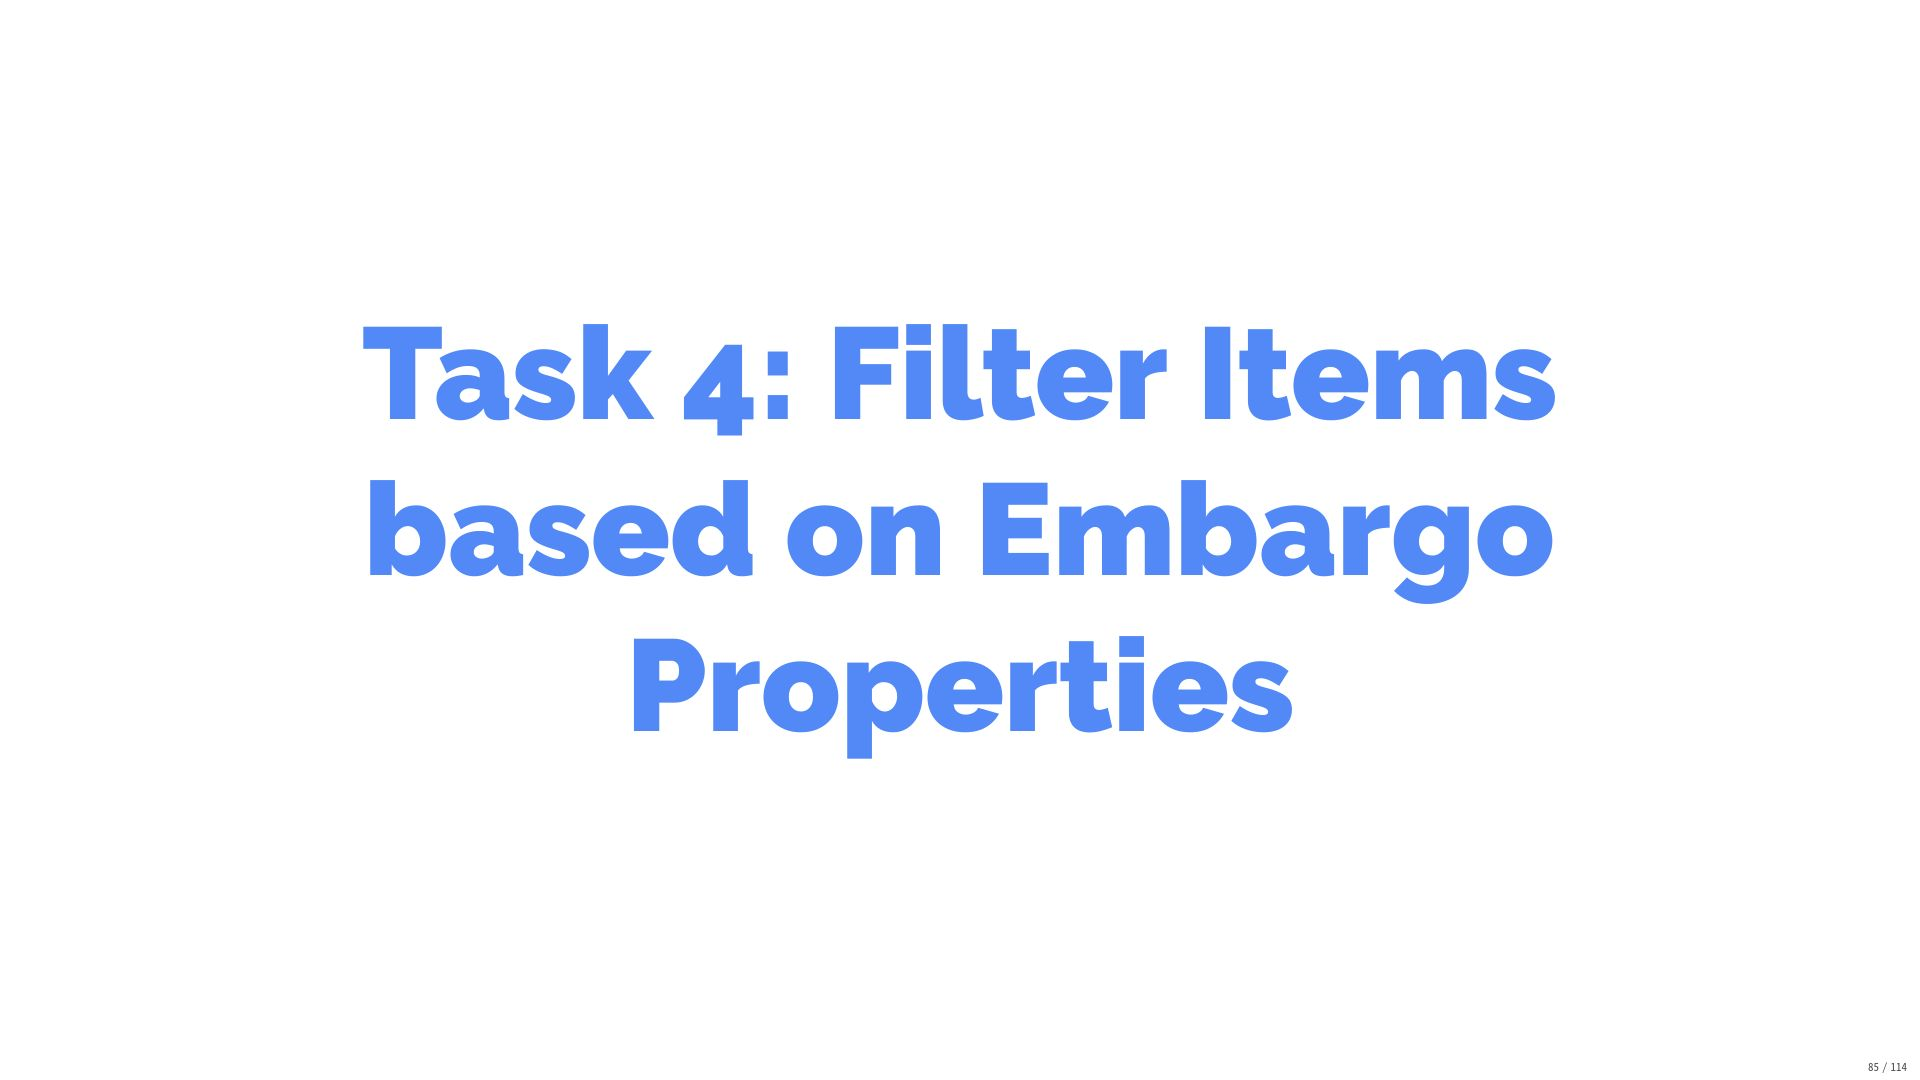 Task 4: Filter Items
based on Embargo
Properties
85 / 114